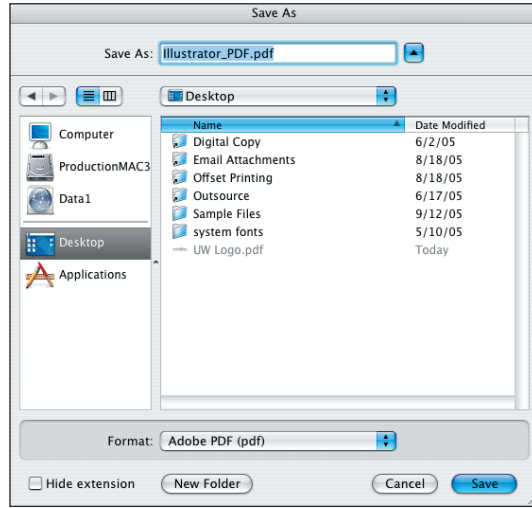 Save As
Save As: Illustrator_PDF.pdf
Desktop
Computer
ProductionMAC3
Data1
Desktop
Applications
Name Date Modified
Digital Copy 6/2/05
Email Attachments 8/18/05
Offset Printing 8/18/05
Outsource 6/17/05
Sample Files 9/12/05
system fonts 5/10/05
UW Logo.pdf Today
Format: Adobe PDF (pdf)
Hide extension New Folder Cancel Save